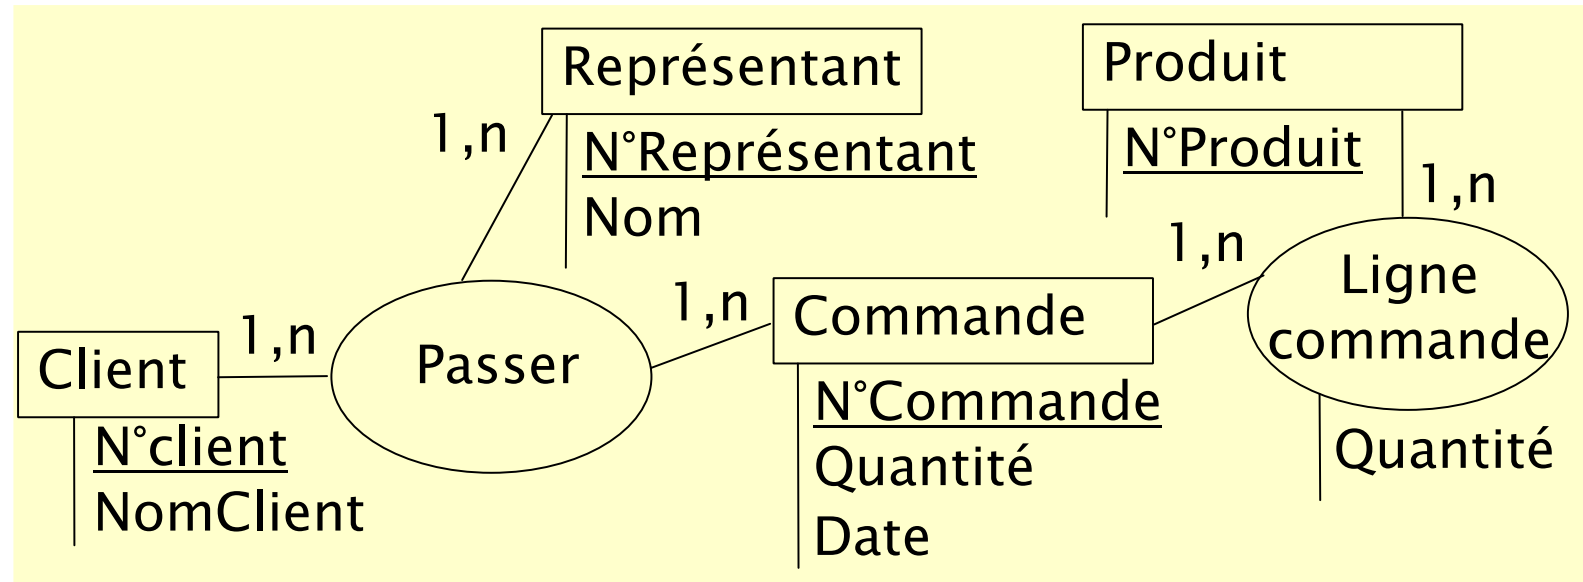 Représentant
N°Représentant
Nom
1,n
Produit
N°Produit
1,n
Client
N°client
NomClient
1,n
Passer
1,n
Commande
N°Commande
Quantité
Date
1,n
Ligne
commande
Quantité